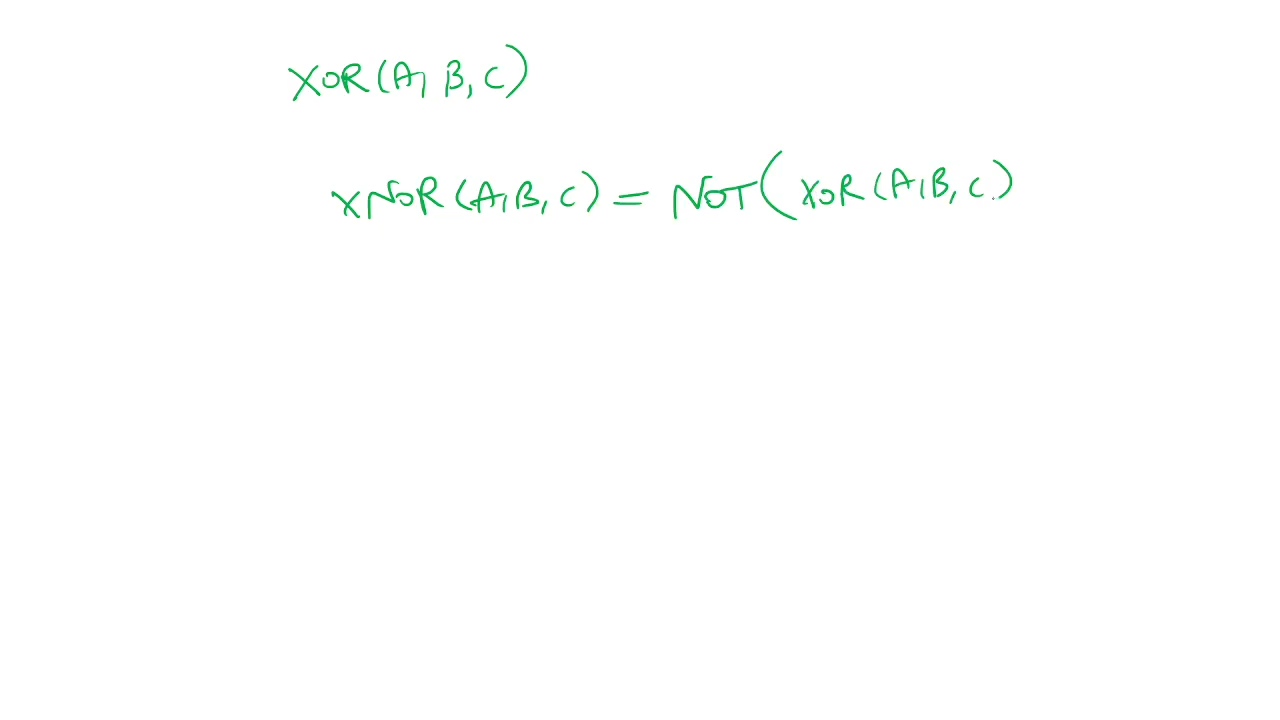 XOR(A, B, C)
XNOR(A, B, C) = NOT(XOR(A, B, C)